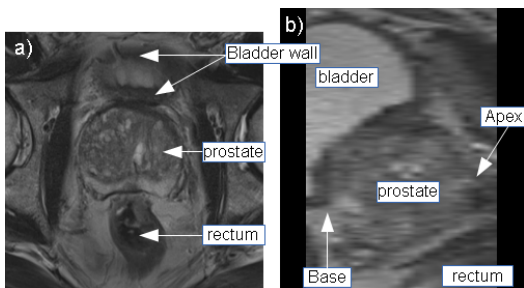 a)
Bladder wall
prostate
rectum
b)
bladder
Apex
prostate
Base
rectum